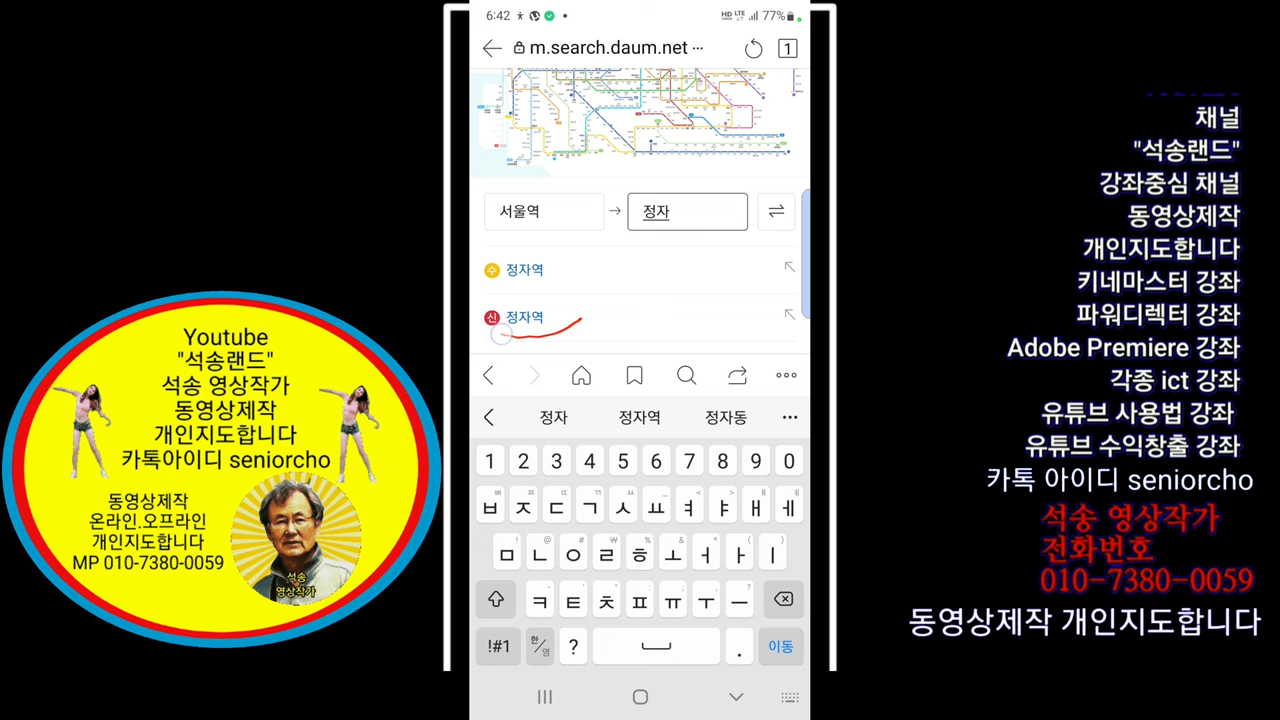 Youtube
"석송랜드"
석송 영상작가
동영상제작
개인지도합니다
카톡아이디 seniorcho
동영상제작
온라인.오프라인
개인지도합니다
MP 010-7380-0059
석송
영상작가
6:42
HD LTE 77%
m.search.daum.net ···
1
서울역 → 정자
수 정자역
신 정자역
정자 정자역 정자동 ···
1 2 3 4 5 6 7 8 9 0
ㅂ ㅈ ㄷ ㄱ ㅅ ㅛ ㅕ ㅑ ㅐ ㅔ
ㅁ ㄴ ㅇ ㄹ ㅎ ㅗ ㅓ ㅏ ㅣ
ㅋ ㅌ ㅊ ㅍ ㅠ ㅜ ㅡ
!#1 한/영 ? . 이동
채널
"석송랜드"
강좌중심 채널
동영상제작
개인지도합니다
키네마스터 강좌
파워디렉터 강좌
Adobe Premiere 강좌
각종 ict 강좌
유튜브 사용법 강좌
유튜브 수익창출 강좌
카톡 아이디 seniorcho
석송 영상작가
전화번호
010-7380-0059
동영상제작 개인지도합니다